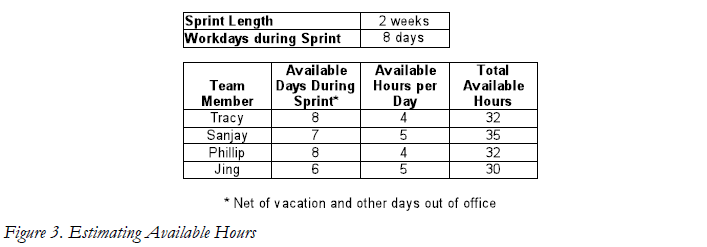 Sprint Length 2 weeks
Workdays during Sprint 8 days
Team Member Available Days During Sprint* Available Hours per Day Total Available Hours
Tracy 8 4 32
Sanjay 7 5 35
Phillip 8 4 32
Jing 6 5 30
* Net of vacation and other days out of office
Figure 3. Estimating Available Hours